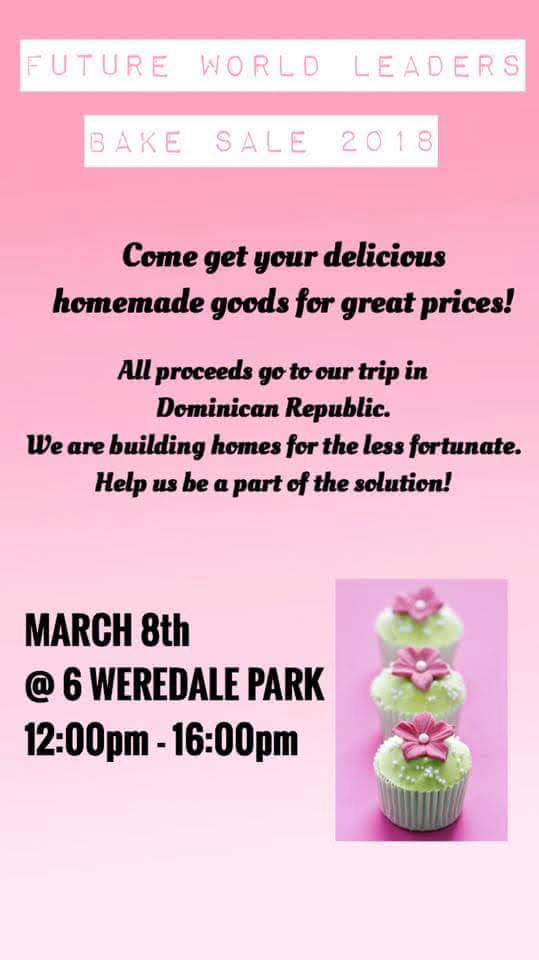 FUTURE WORLD LEADERS
BAKE SALE 2018
Come get your delicious
homemade goods for great prices!
All proceeds go to our trip in
Dominican Republic.
We are building homes for the less fortunate.
Help us be a part of the solution!
MARCH 8th
@ 6 WEREDALE PARK
12:00pm - 16:00pm